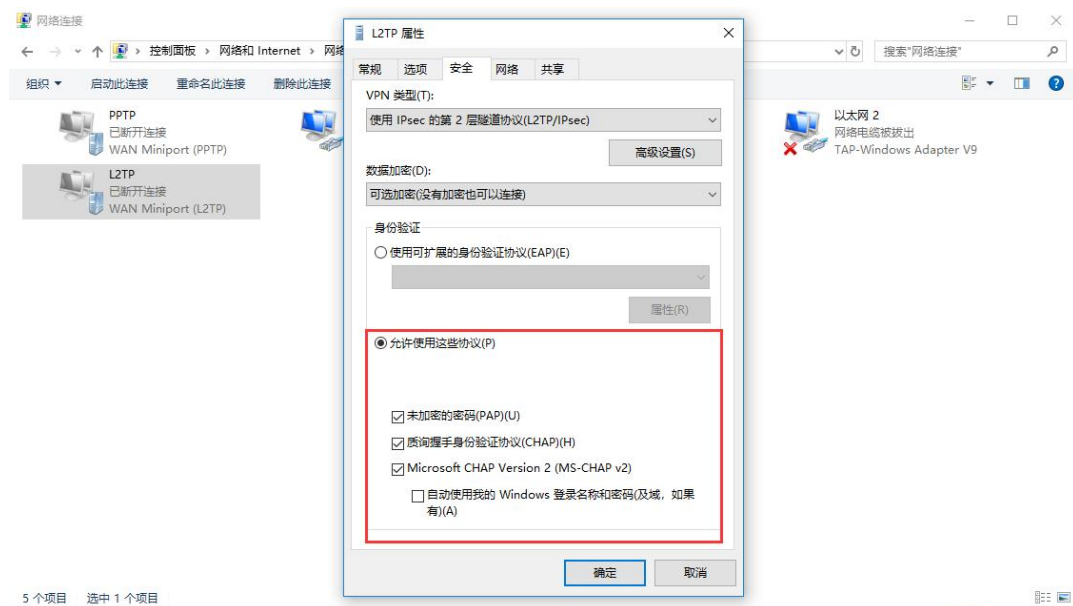 网络连接
控制面板 › 网络和 Internet › 网络
搜索"网络连接"
组织 启动此连接 重命名此连接 删除此连接
PPTP
已断开连接
WAN Miniport (PPTP)
L2TP
已断开连接
WAN Miniport (L2TP)
以太网 2
网络电缆被拔出
TAP-Windows Adapter V9
L2TP 属性
常规 选项 安全 网络 共享
VPN 类型(T):
使用 IPsec 的第 2 层隧道协议(L2TP/IPsec)
高级设置(S)
数据加密(D):
可选加密(没有加密也可以连接)
身份验证
使用可扩展的身份验证协议(EAP)(E)
属性(R)
允许使用这些协议(P)
未加密的密码(PAP)(U)
质询握手身份验证协议(CHAP)(H)
Microsoft CHAP Version 2 (MS-CHAP v2)
自动使用我的 Windows 登录名称和密码(及域，如果
有)(A)
确定 取消
5 个项目 选中 1 个项目